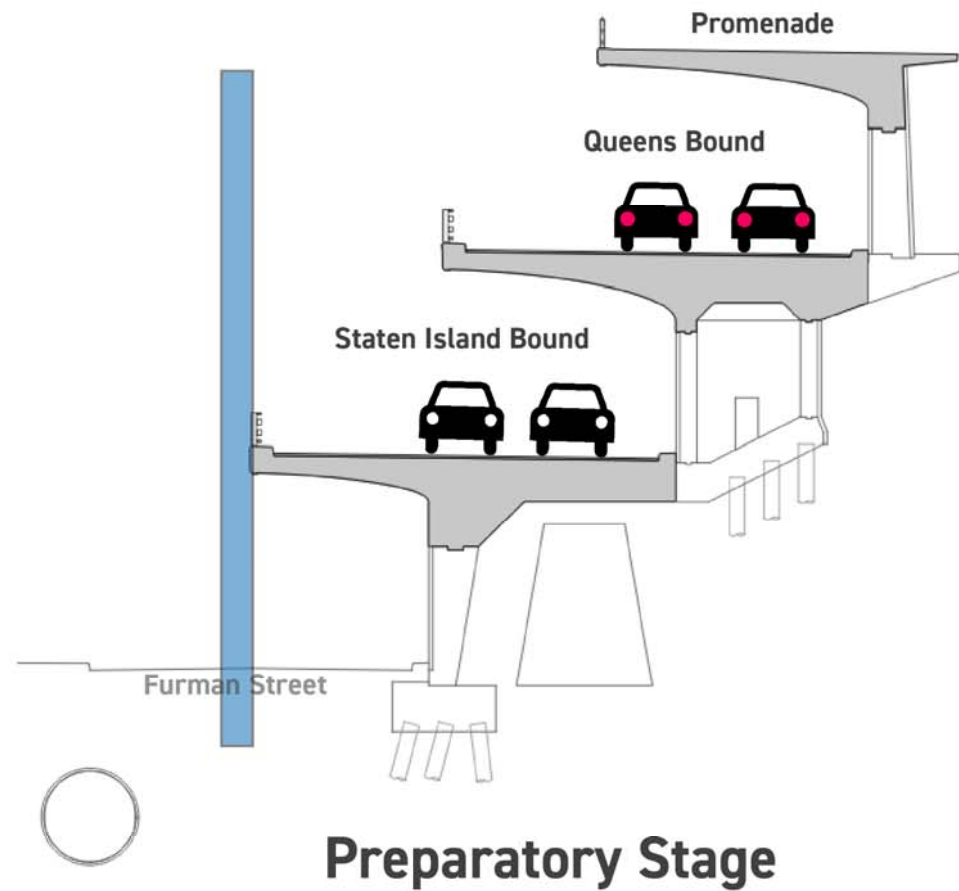 Promenade
Queens Bound
Staten Island Bound
Furman Street
Preparatory Stage